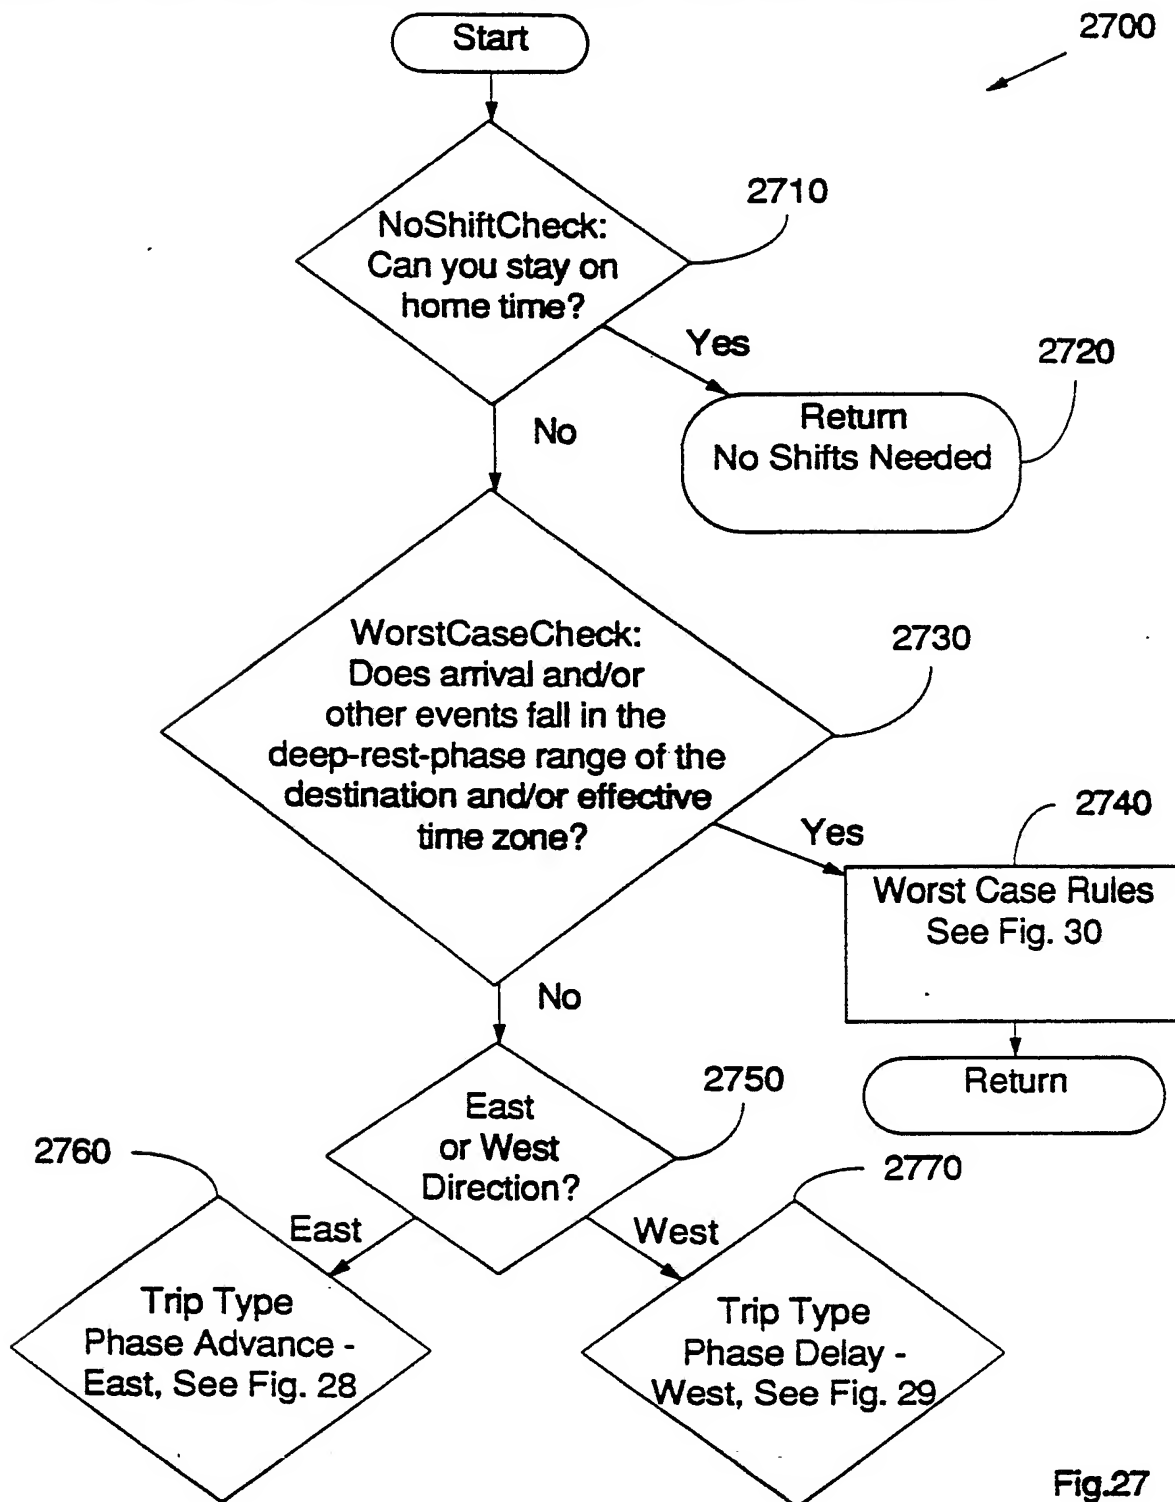 2700
Start
2710
NoShiftCheck:
Can you stay on
home time?
Yes
2720
Return
No Shifts Needed
No
2730
WorstCaseCheck:
Does arrival and/or
other events fall in the
deep-rest-phase range of the
destination and/or effective
time zone?
Yes
2740
Worst Case Rules
See Fig. 30
No
Return
2750
East
or West
Direction?
2760
East
West
2770
Trip Type
Phase Advance -
East, See Fig. 28
Trip Type
Phase Delay -
West, See Fig. 29
Fig.27